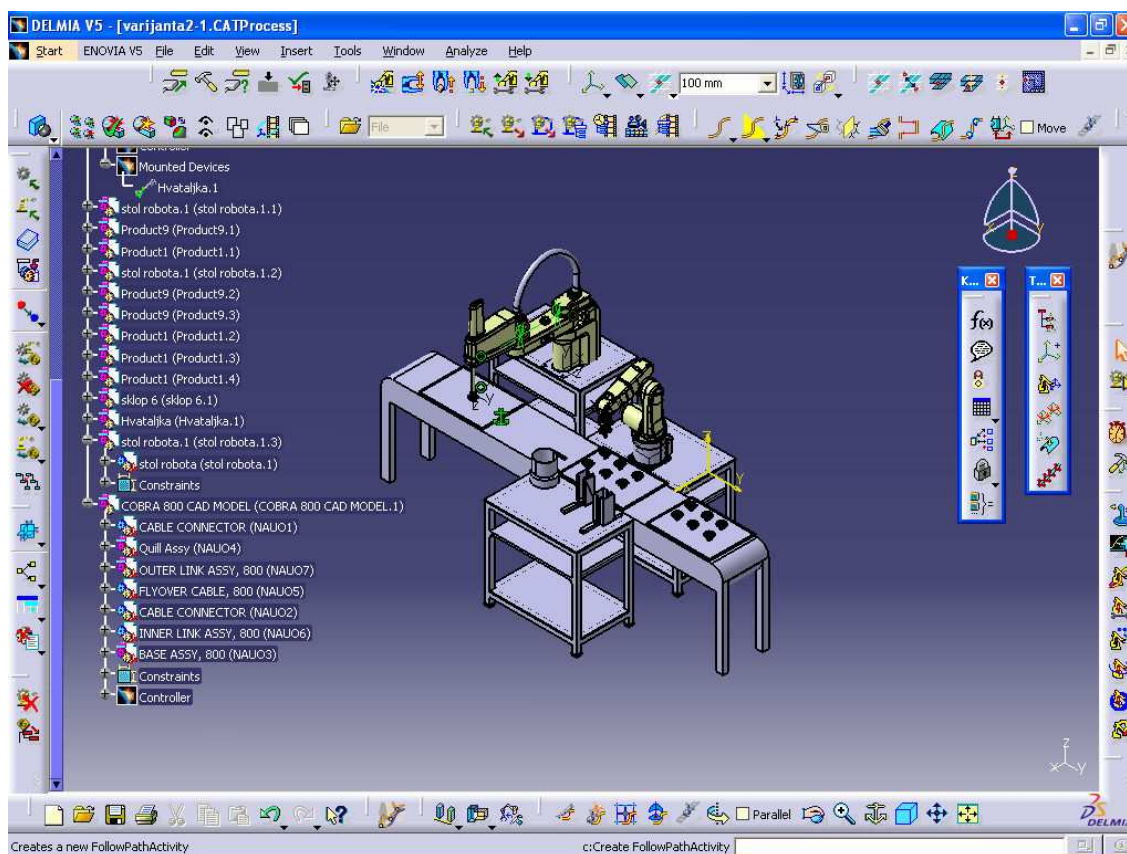 DELMIA V5 - [varijanta2-1.CATProcess]
Start ENOVIA V5 File Edit View Insert Tools Window Analyze Help
100 mm
File
Move
Mounted Devices
Hvataljka.1
stol robota.1 (stol robota.1.1)
Product9 (Product9.1)
Product1 (Product1.1)
stol robota.1 (stol robota.1.2)
Product9 (Product9.2)
Product9 (Product9.3)
Product1 (Product1.2)
Product1 (Product1.3)
Product1 (Product1.4)
sklop 6 (sklop 6.1)
Hvataljka (Hvataljka.1)
stol robota.1 (stol robota.1.3)
stol robota (stol robota.1)
Constraints
COBRA 800 CAD MODEL (COBRA 800 CAD MODEL.1)
CABLE CONNECTOR (NAUO1)
Quill Assy (NAUO4)
OUTER LINK ASSY, 800 (NAUO7)
FLYOVER CABLE, 800 (NAUO5)
CABLE CONNECTOR (NAUO2)
INNER LINK ASSY, 800 (NAUO6)
BASE ASSY, 800 (NAUO3)
Constraints
Controller
K... T...
f(x)
z
y
z
x y
Parallel
DELMIA
Creates a new FollowPathActivity c:Create FollowPathActivity